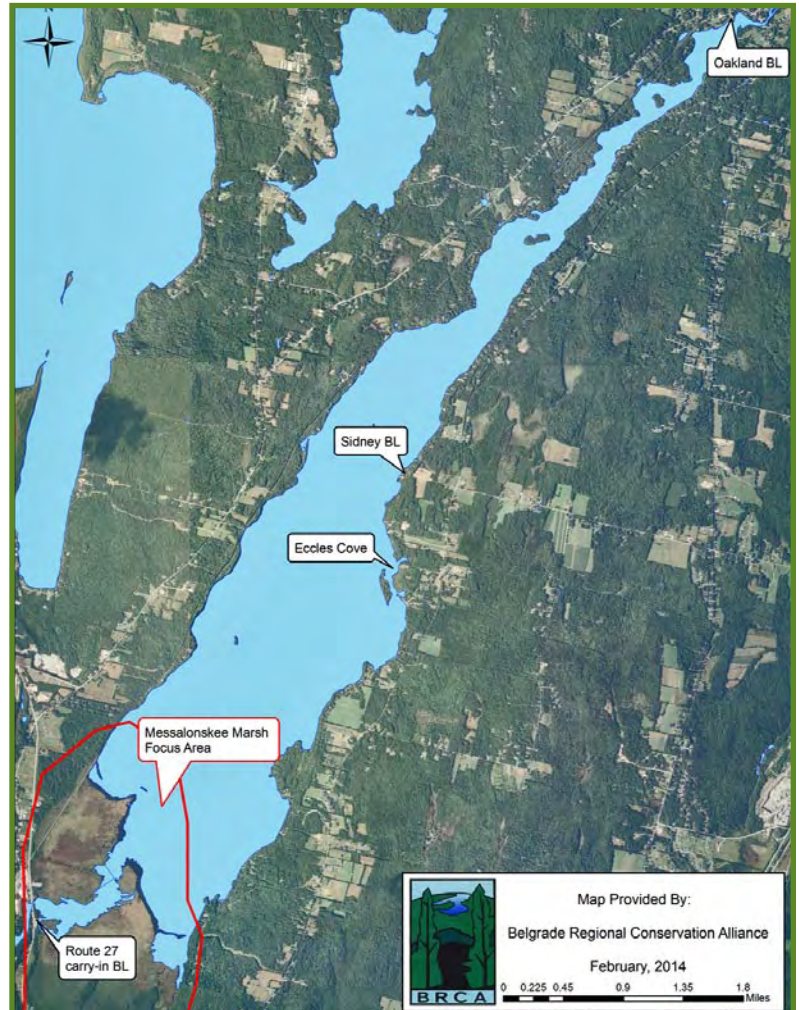 Oakland BL
Sidney BL
Eccles Cove
Messalonskee Marsh
Focus Area
Route 27
carry-in BL
Map Provided By:
Belgrade Regional Conservation Alliance
February, 2014
BRCA
0 0.225 0.45 0.9 1.35 1.8
Miles